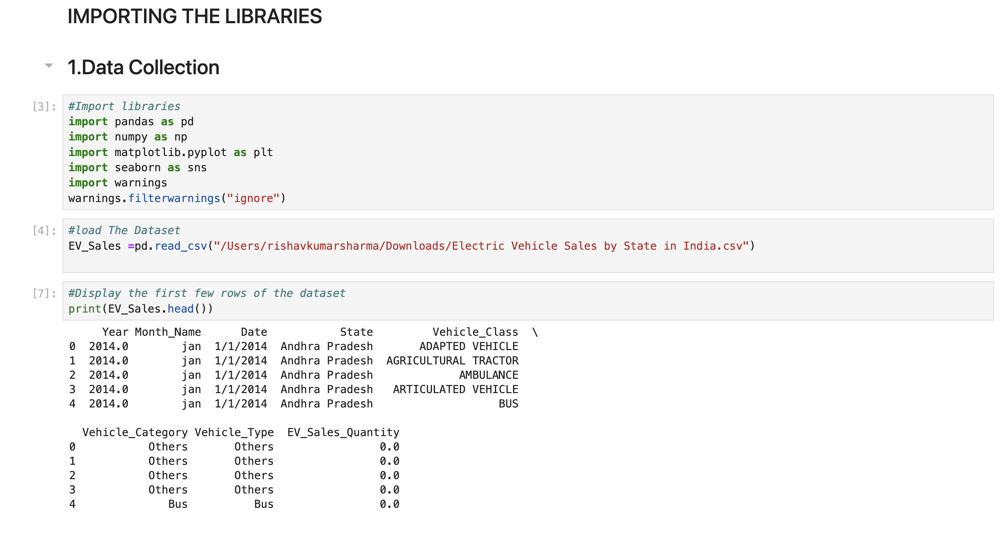 IMPORTING THE LIBRARIES
1.Data Collection
[3]:
#Import libraries
import pandas as pd
import numpy as np
import matplotlib.pyplot as plt
import seaborn as sns
import warnings
warnings.filterwarnings("ignore")
[4]:
#load The Dataset
EV_Sales =pd.read_csv("/Users/rishavkumarsharma/Downloads/Electric Vehicle Sales by State in India.csv")
[7]:
#Display the first few rows of the dataset
print(EV_Sales.head())
     Year Month_Name      Date           State         Vehicle_Class  \
0  2014.0        jan  1/1/2014  Andhra Pradesh       ADAPTED VEHICLE
1  2014.0        jan  1/1/2014  Andhra Pradesh  AGRICULTURAL TRACTOR
2  2014.0        jan  1/1/2014  Andhra Pradesh             AMBULANCE
3  2014.0        jan  1/1/2014  Andhra Pradesh   ARTICULATED VEHICLE
4  2014.0        jan  1/1/2014  Andhra Pradesh                   BUS
  Vehicle_Category Vehicle_Type  EV_Sales_Quantity
0           Others       Others                0.0
1           Others       Others                0.0
2           Others       Others                0.0
3           Others       Others                0.0
4              Bus          Bus                0.0